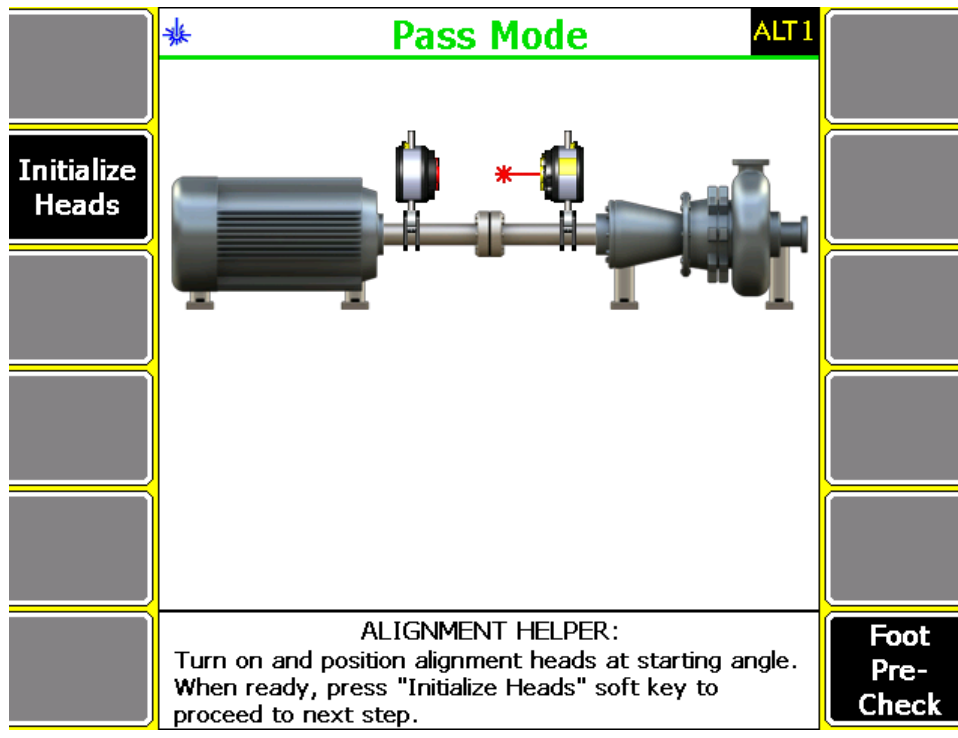 Pass Mode
ALT1
Initialize
Heads
ALIGNMENT HELPER:
Turn on and position alignment heads at starting angle.
When ready, press "Initialize Heads" soft key to
proceed to next step.
Foot
Pre-
Check